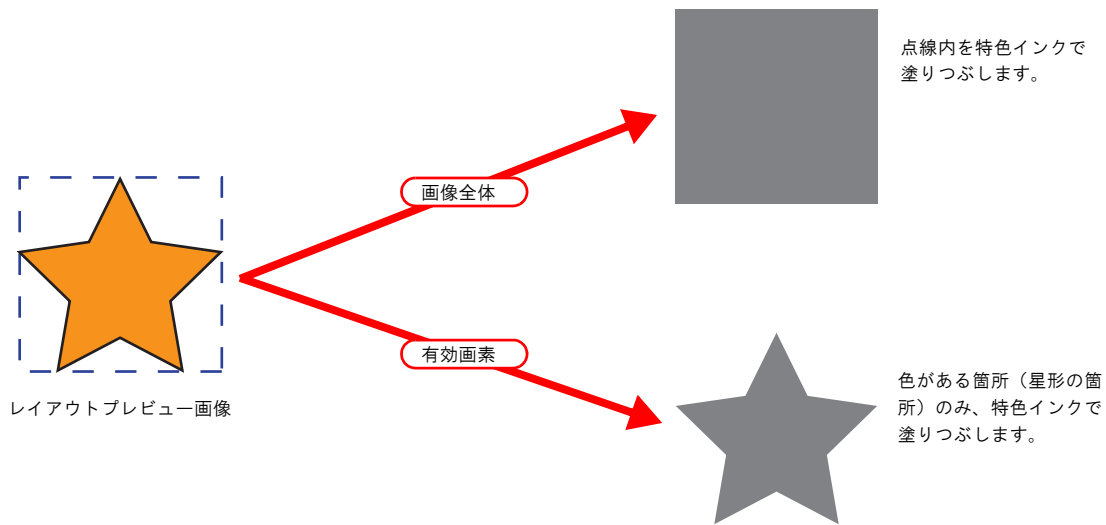 点線内を特色インクで
塗りつぶします。
画像全体
有効画素
レイアウトプレビュー画像
色がある箇所（星形の箇
所）のみ、特色インクで
塗りつぶします。